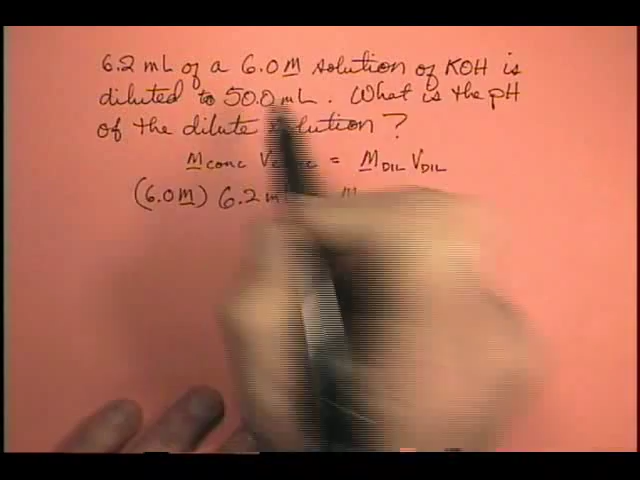 6.2 mL of a 6.0 M solution of KOH is
diluted to 50.0 mL. What is the pH
of the dilute solution?
M CONC V = M DIL V DIL
(6.0 M) 6.2 mL M